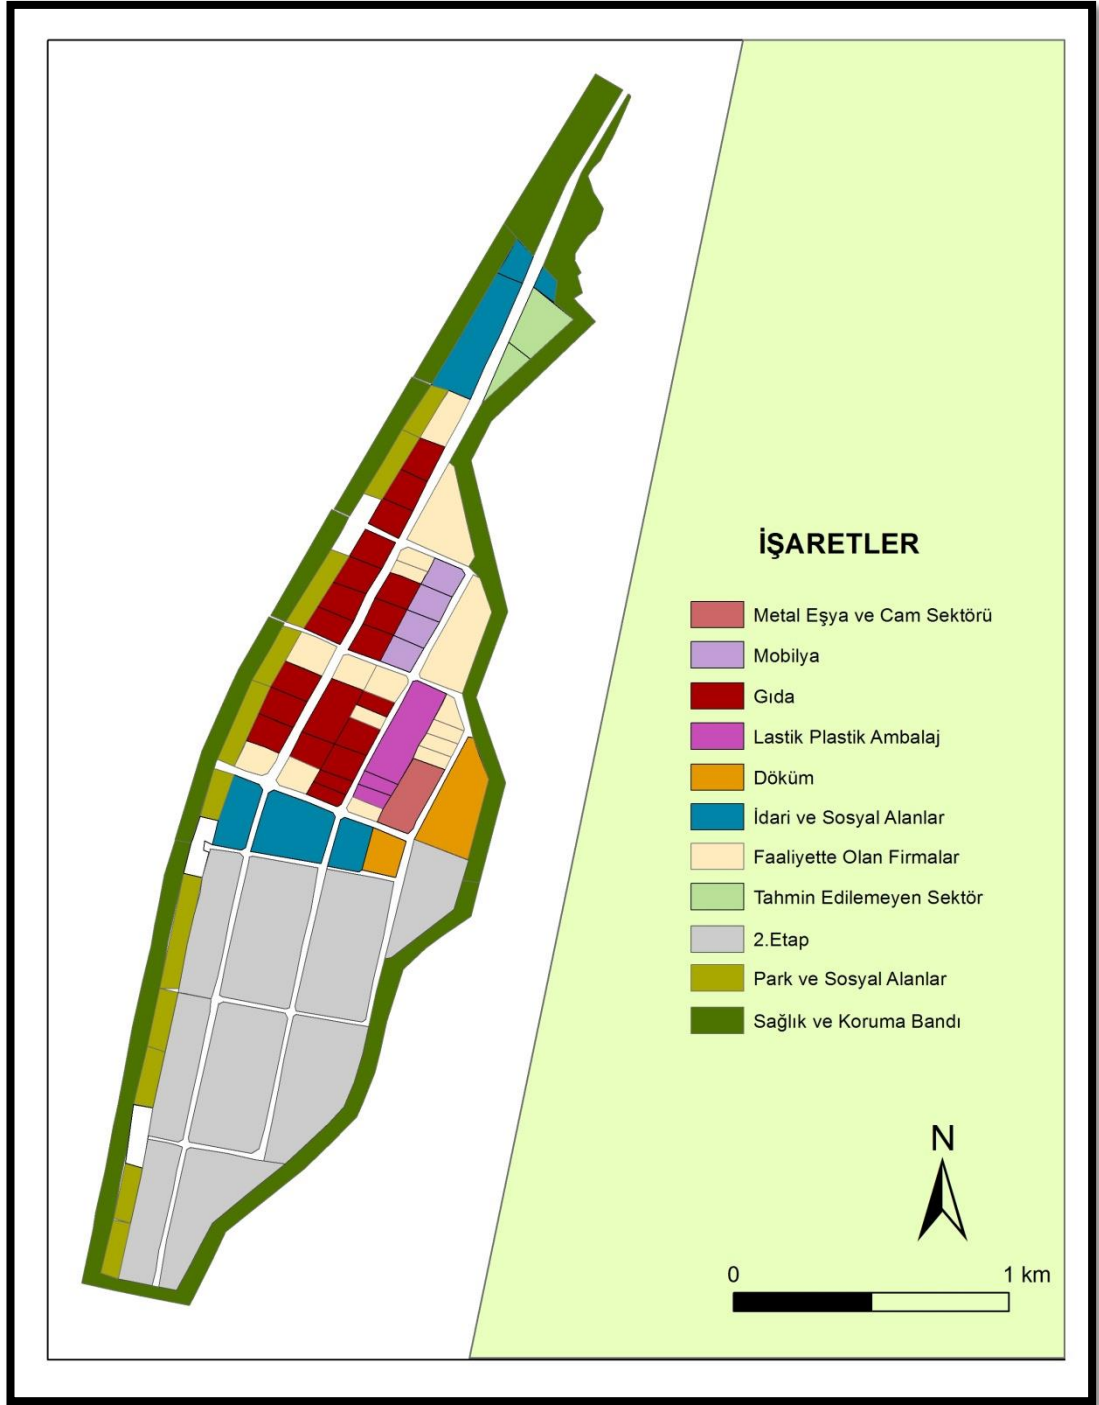 İŞARETLER
Metal Eşya ve Cam Sektörü
Mobilya
Gıda
Lastik Plastik Ambalaj
Döküm
İdari ve Sosyal Alanlar
Faaliyette Olan Firmalar
Tahmin Edilemeyen Sektör
2.Etap
Park ve Sosyal Alanlar
Sağlık ve Koruma Bandı
N
0 1 km